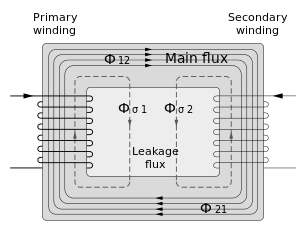 Primary
winding
Secondary
winding
Φ12
Main flux
Φσ1
Φσ2
Leakage
flux
Φ21